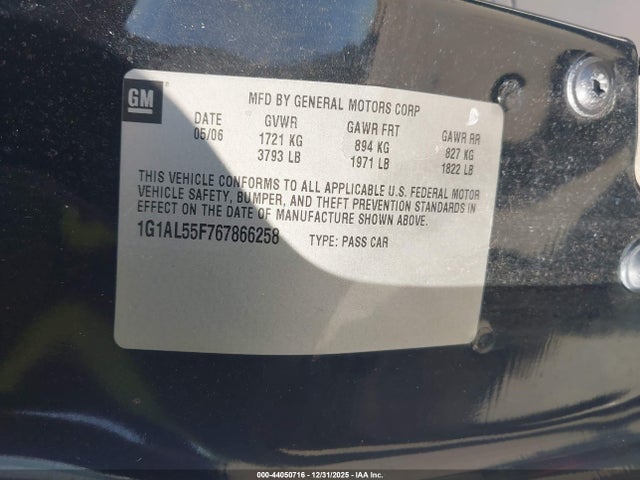 GM
MFD BY GENERAL MOTORS CORP
DATE GVWR GAWR FRT GAWR RR
05/06 1721 KG 894 KG 827 KG
3793 LB 1971 LB 1822 LB
THIS VEHICLE CONFORMS TO ALL APPLICABLE U.S. FEDERAL MOTOR
VEHICLE SAFETY, BUMPER, AND THEFT PREVENTION STANDARDS IN
EFFECT ON THE DATE OF MANUFACTURE SHOWN ABOVE.
1G1AL55F767866258 TYPE: PASS CAR
000-44050716 - 12/31/2025 - IAA Inc.